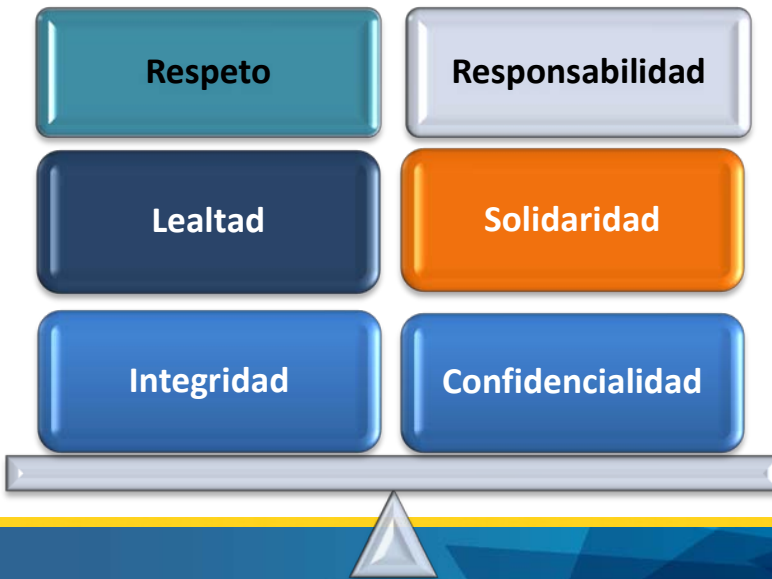 Respeto
Responsabilidad
Lealtad
Solidaridad
Integridad
Confidencialidad